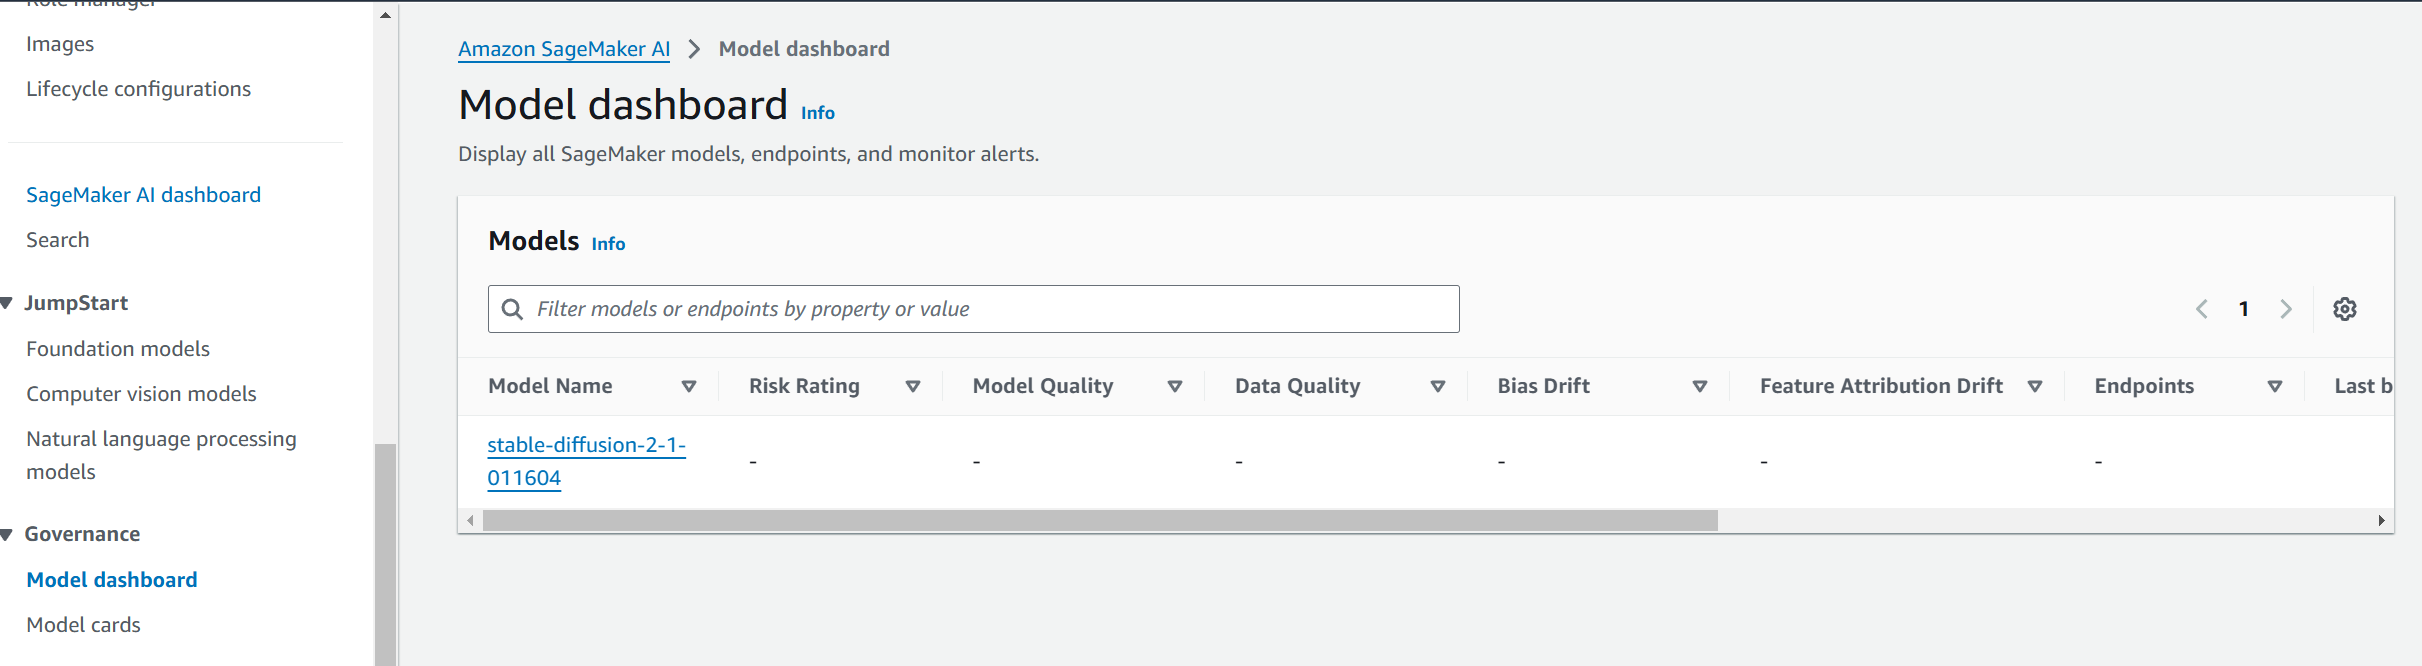 Role manager
Images
Lifecycle configurations
SageMaker AI dashboard
Search
JumpStart
Foundation models
Computer vision models
Natural language processing
models
Governance
Model dashboard
Model cards
Amazon SageMaker AI > Model dashboard
Model dashboard Info
Display all SageMaker models, endpoints, and monitor alerts.
Models Info
Filter models or endpoints by property or value
1
Model Name Risk Rating Model Quality Data Quality Bias Drift Feature Attribution Drift Endpoints Last b
stable-diffusion-2-1-
011604 - - - - - -